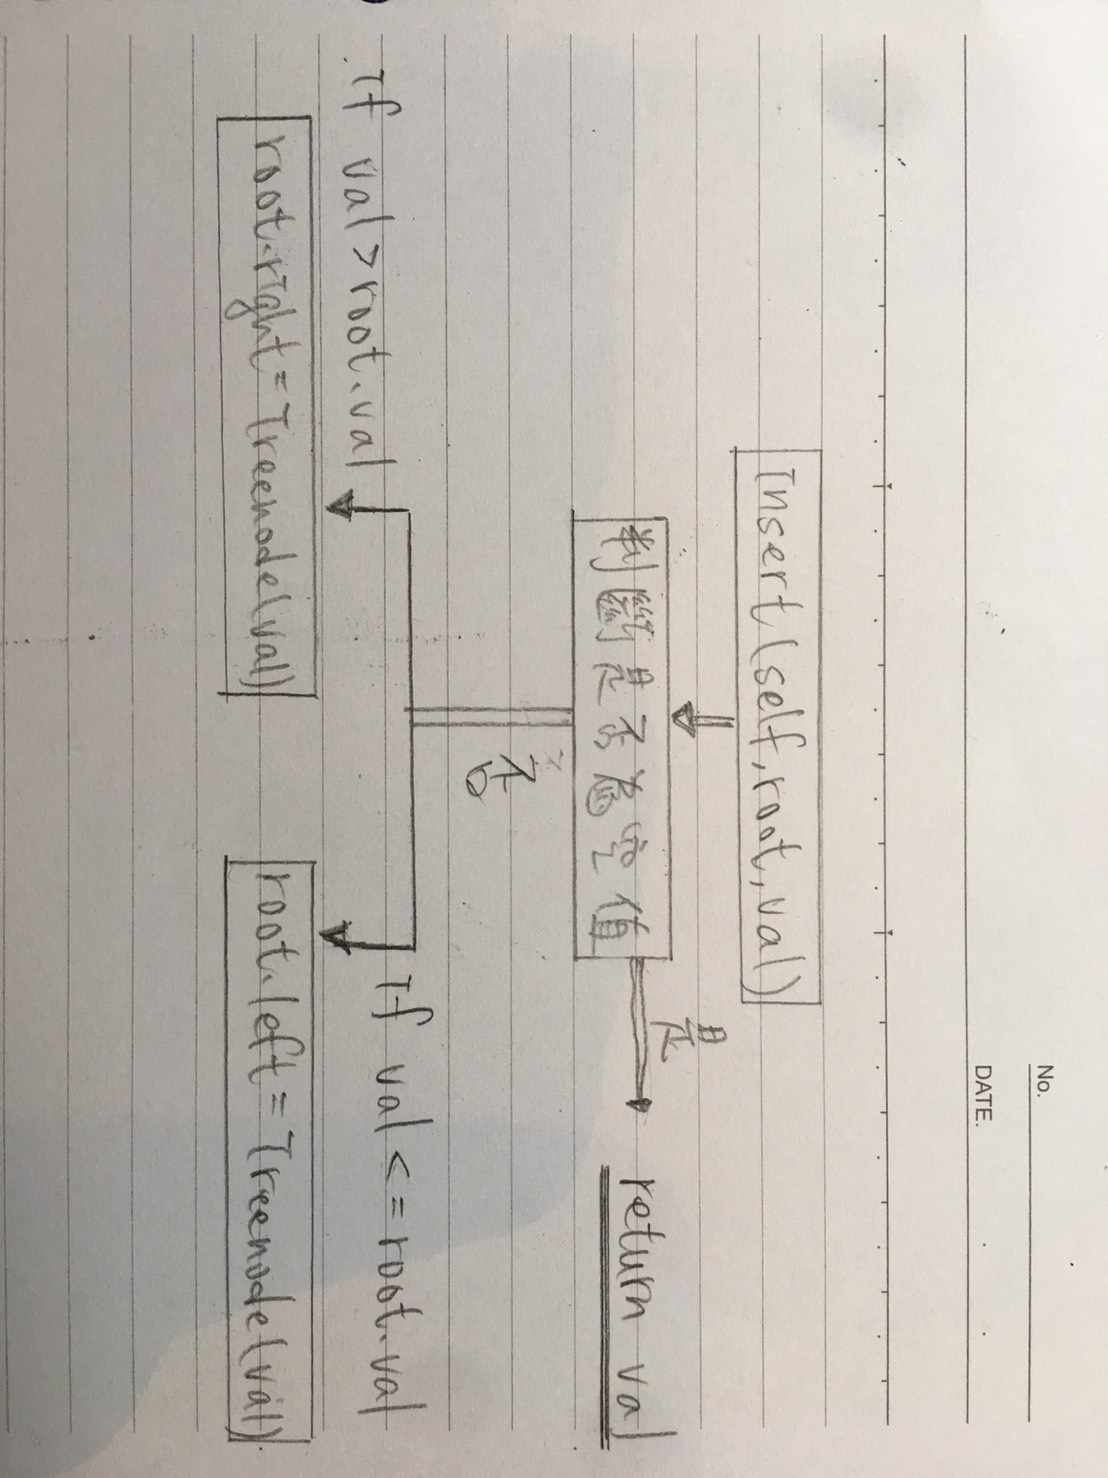 No.
DATE.
Insert(self,root,val)
判斷是否為空值
是
return val
否
If val>root.val
If val<=root.val
root.right=Treenode(val)
root.left=Treenode(val)